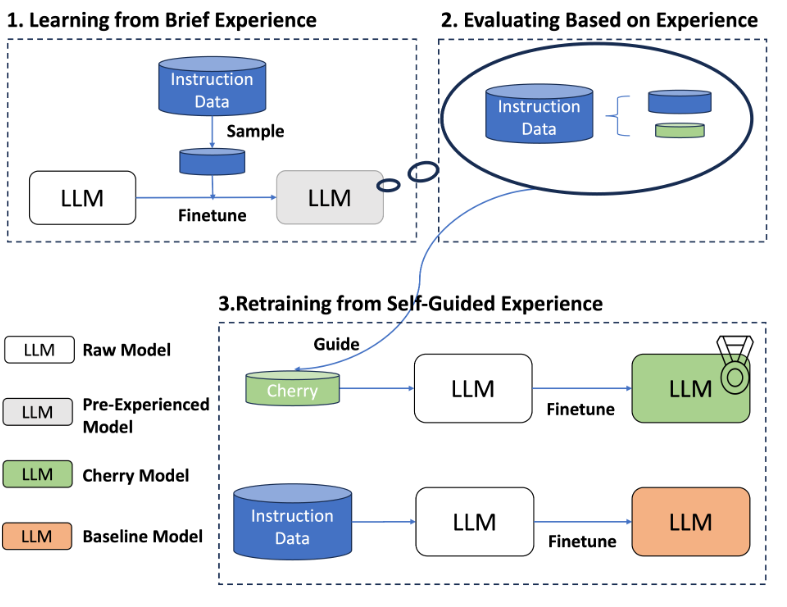 1. Learning from Brief Experience
2. Evaluating Based on Experience
Instruction
Data
Sample
LLM
Finetune
LLM
Instruction
Data
3.Retraining from Self-Guided Experience
Guide
Cherry
LLM
Finetune
LLM
Instruction
Data
LLM
Finetune
LLM
LLM
Raw Model
LLM
Pre-Experienced
Model
LLM
Cherry Model
LLM
Baseline Model